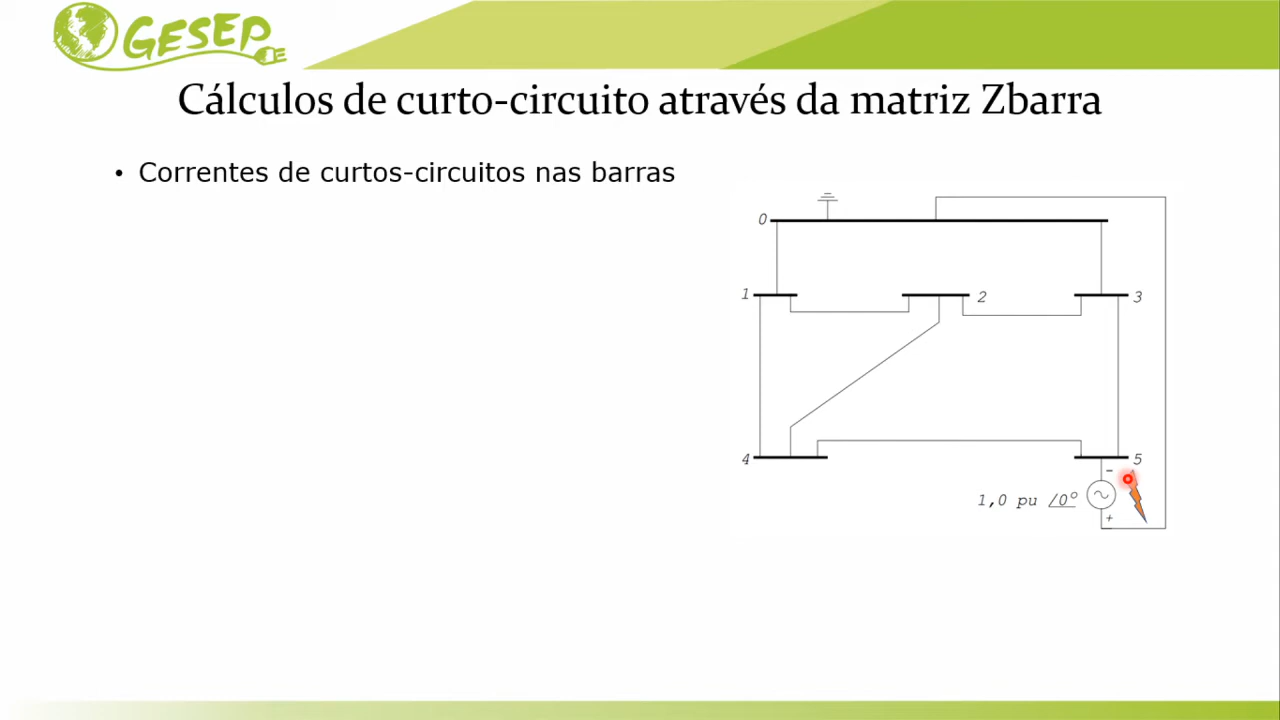 GESEP
Cálculos de curto-circuito através da matriz Zbarra
• Correntes de curtos-circuitos nas barras
0
1
2
3
4
5
-
1,0 pu /0°
+